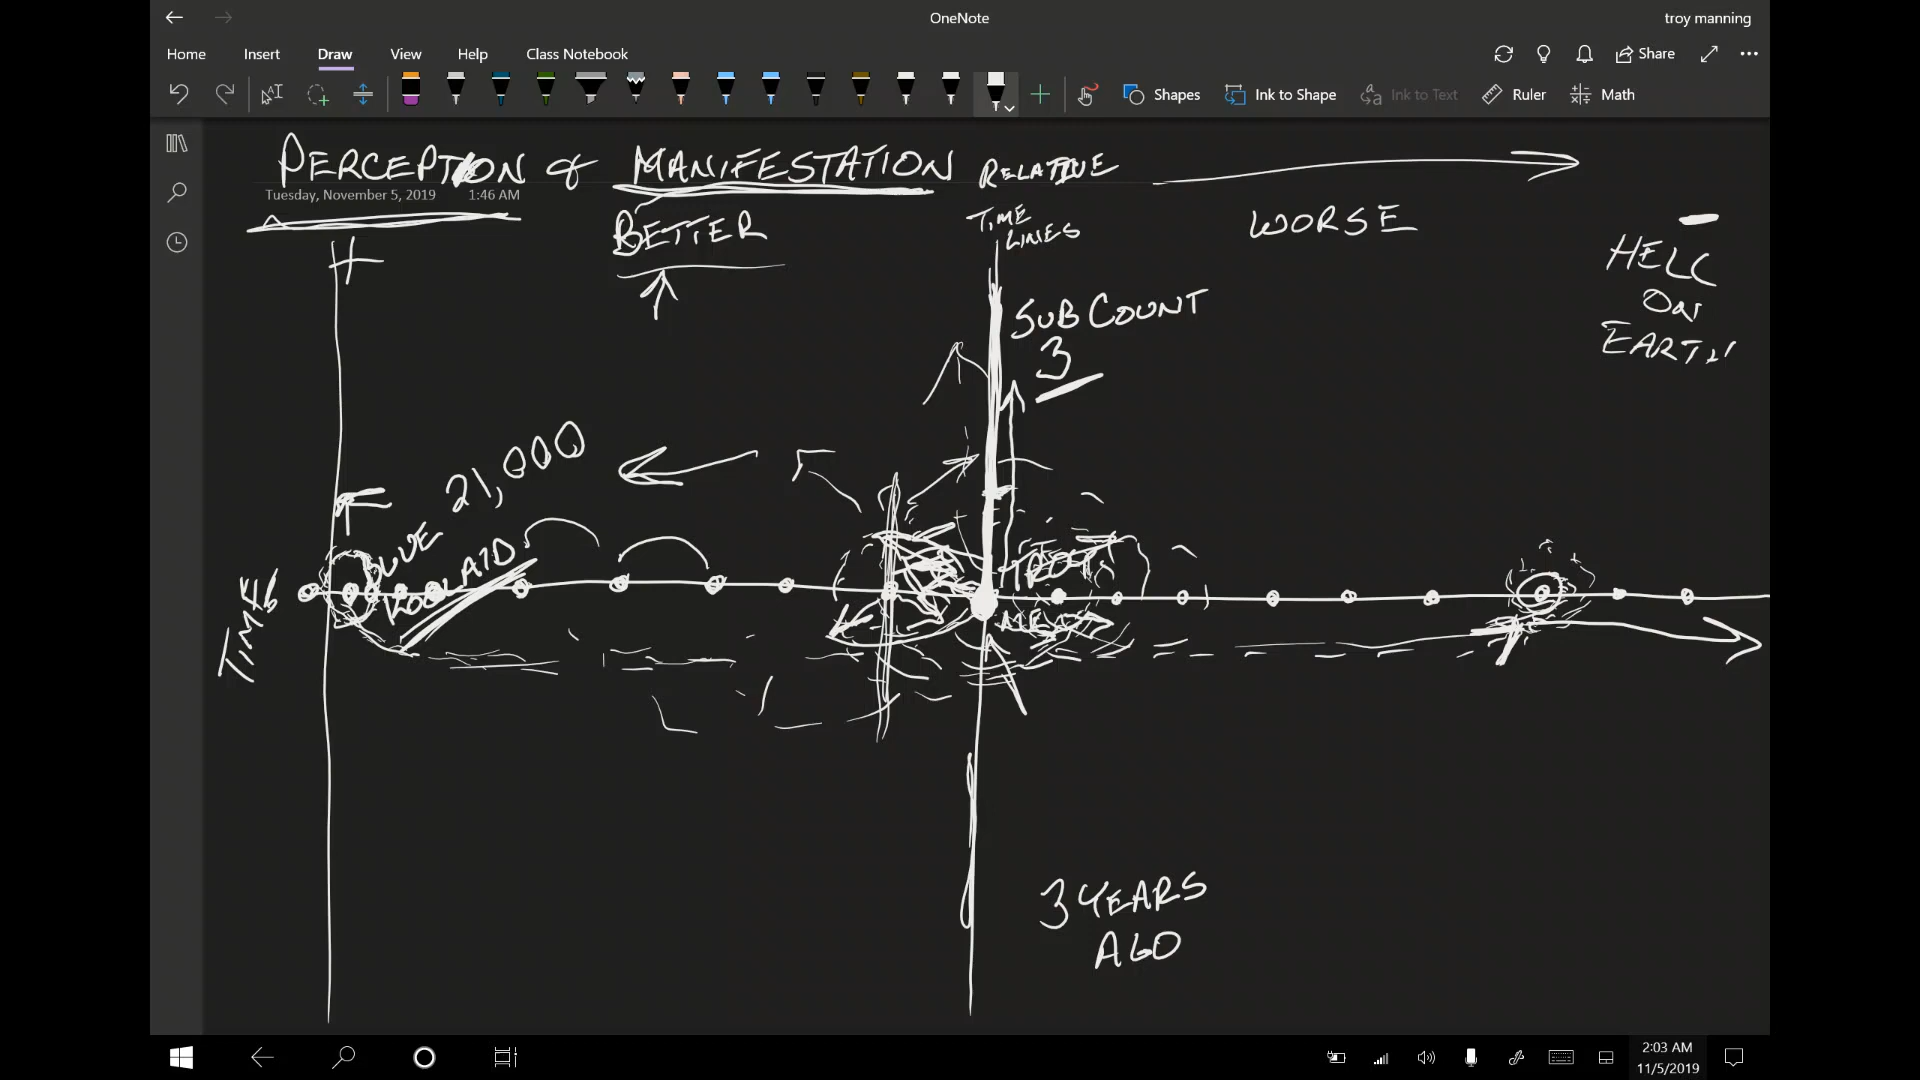 OneNote
troy manning
Home Insert Draw View Help Class Notebook
Share
Shapes Ink to Shape Ink to Text Ruler Math
PERCEPTION & MANIFESTATION RELATIVE
Tuesday, November 5, 2019 1:46 AM
BETTER
TIME
LINES
WORSE
HELL
ON
EARTH
SUB COUNT
3
21,000
BLUE
KOOLAID
TIME
3 YEARS
AGO
2:03 AM
11/5/2019